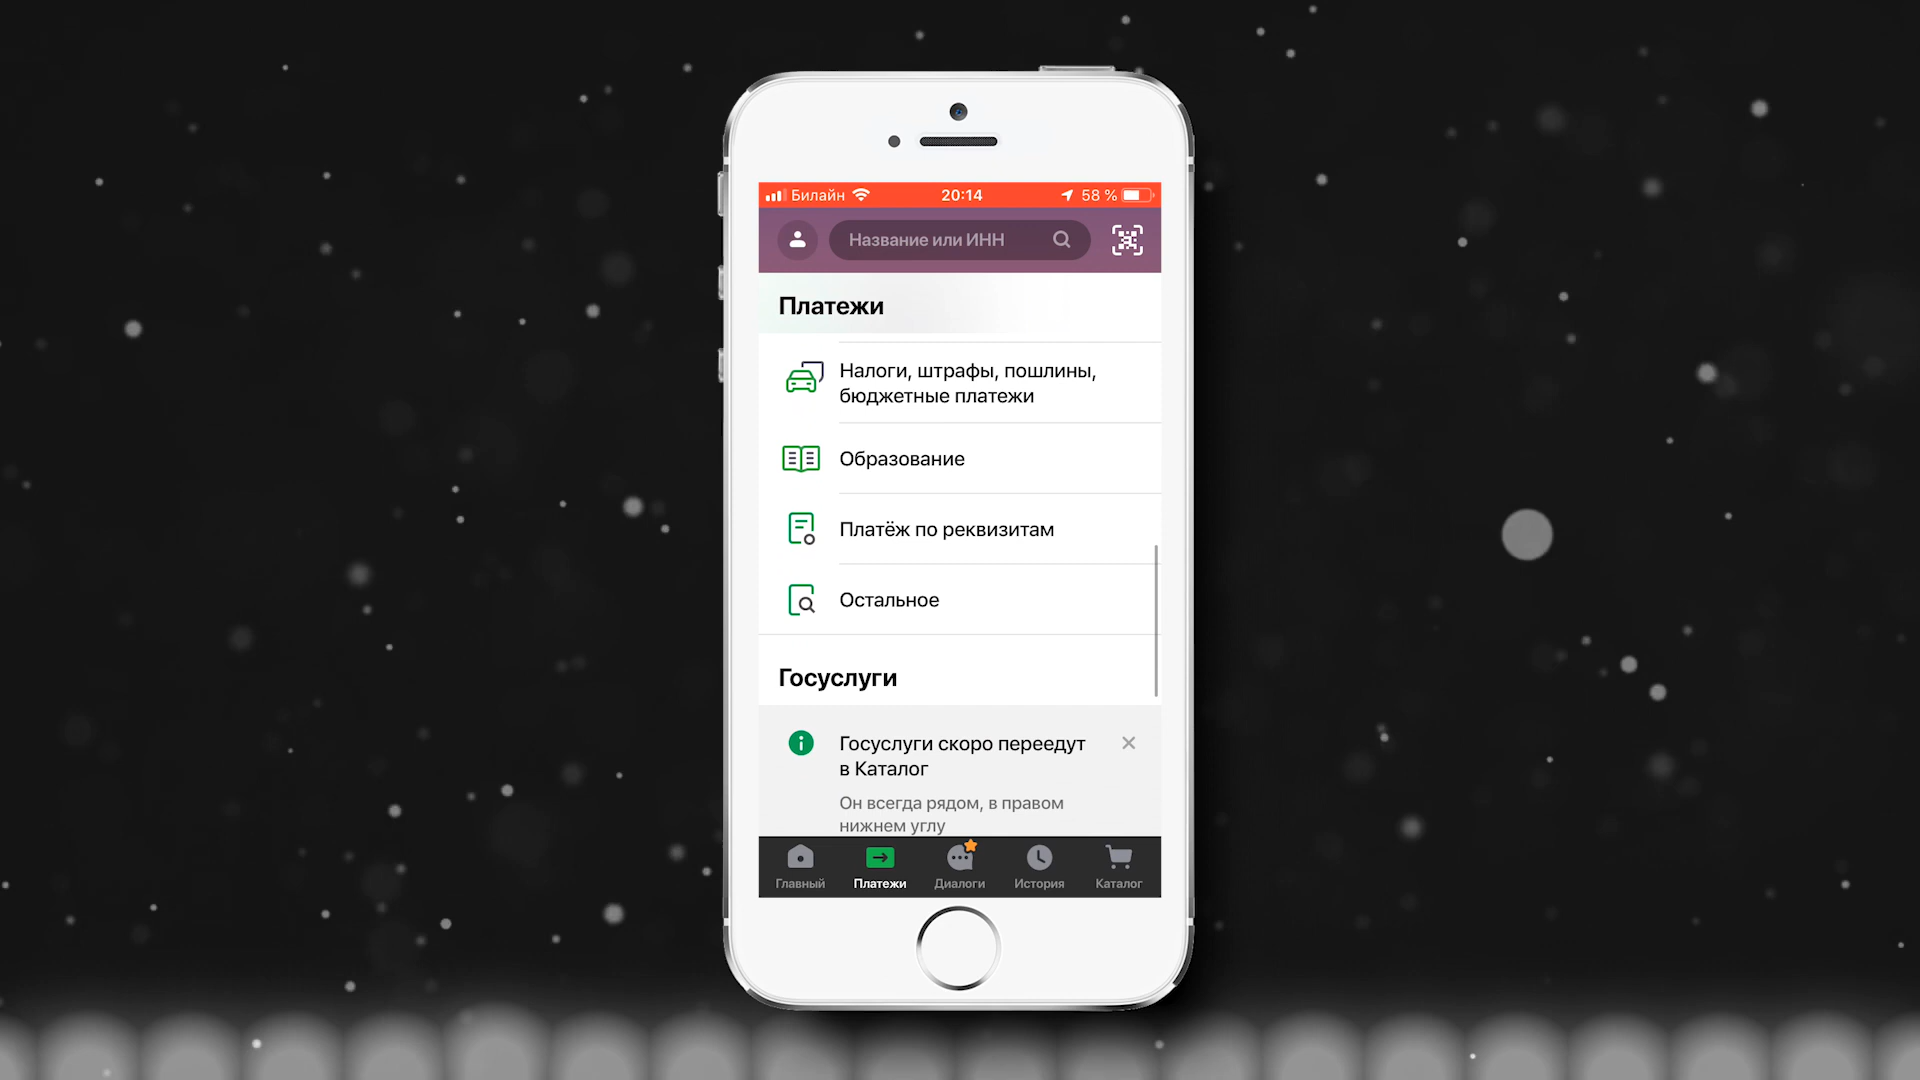 Билайн 20:14 58 %
Название или ИНН
Платежи
Налоги, штрафы, пошлины,
бюджетные платежи
Образование
Платёж по реквизитам
Остальное
Госуслуги
Госуслуги скоро переедут
в Каталог
Он всегда рядом, в правом
нижнем углу
Главный Платежи Диалоги История Каталог